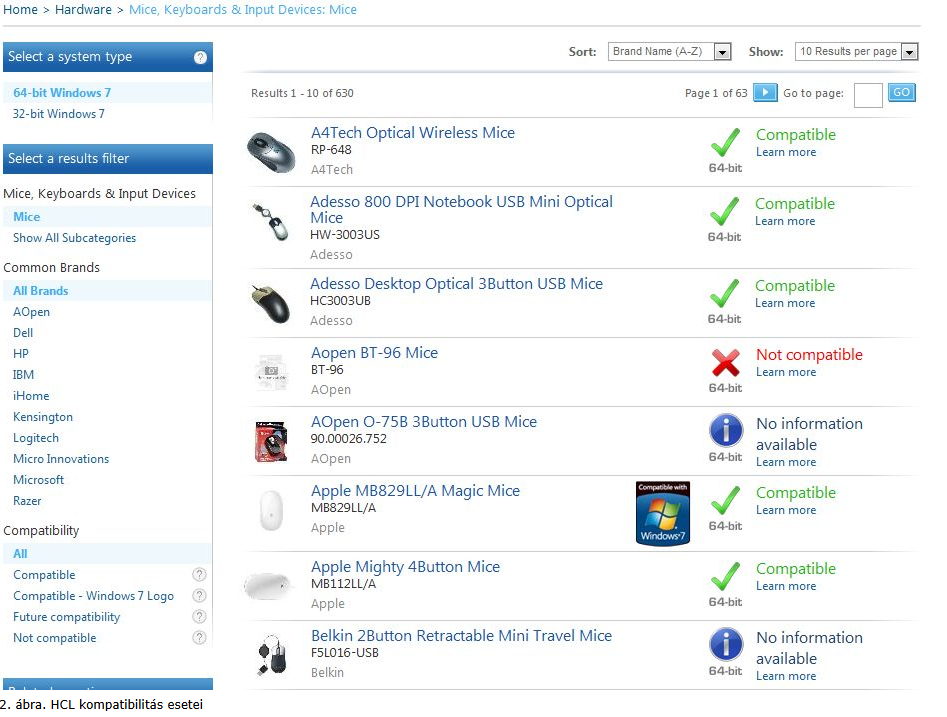 Home > Hardware > Mice, Keyboards & Input Devices: Mice
Select a system type ?
64-bit Windows 7
32-bit Windows 7
Select a results filter
Mice, Keyboards & Input Devices
Mice
Show All Subcategories
Common Brands
All Brands
AOpen
Dell
HP
IBM
iHome
Kensington
Logitech
Micro Innovations
Microsoft
Razer
Compatibility
All
Compatible ?
Compatible - Windows 7 Logo ?
Future compatibility ?
Not compatible ?
Sort: Brand Name (A-Z) Show: 10 Results per page
Results 1 - 10 of 630 Page 1 of 63 Go to page: GO
A4Tech Optical Wireless Mice
RP-648
A4Tech
64-bit
Compatible
Learn more
Adesso 800 DPI Notebook USB Mini Optical
Mice
HW-3003US
Adesso
64-bit
Compatible
Learn more
Adesso Desktop Optical 3Button USB Mice
HC3003UB
Adesso
64-bit
Compatible
Learn more
Aopen BT-96 Mice
BT-96
AOpen
64-bit
Not compatible
Learn more
AOpen O-75B 3Button USB Mice
90.00026.752
AOpen
64-bit
No information
available
Learn more
Apple MB829LL/A Magic Mice
MB829LL/A
Apple
Compatible with
Windows 7
64-bit
Compatible
Learn more
Apple Mighty 4Button Mice
MB112LL/A
Apple
64-bit
Compatible
Learn more
Belkin 2Button Retractable Mini Travel Mice
F5L016-USB
Belkin
64-bit
No information
available
Learn more
2. ábra. HCL kompatibilitás esetei